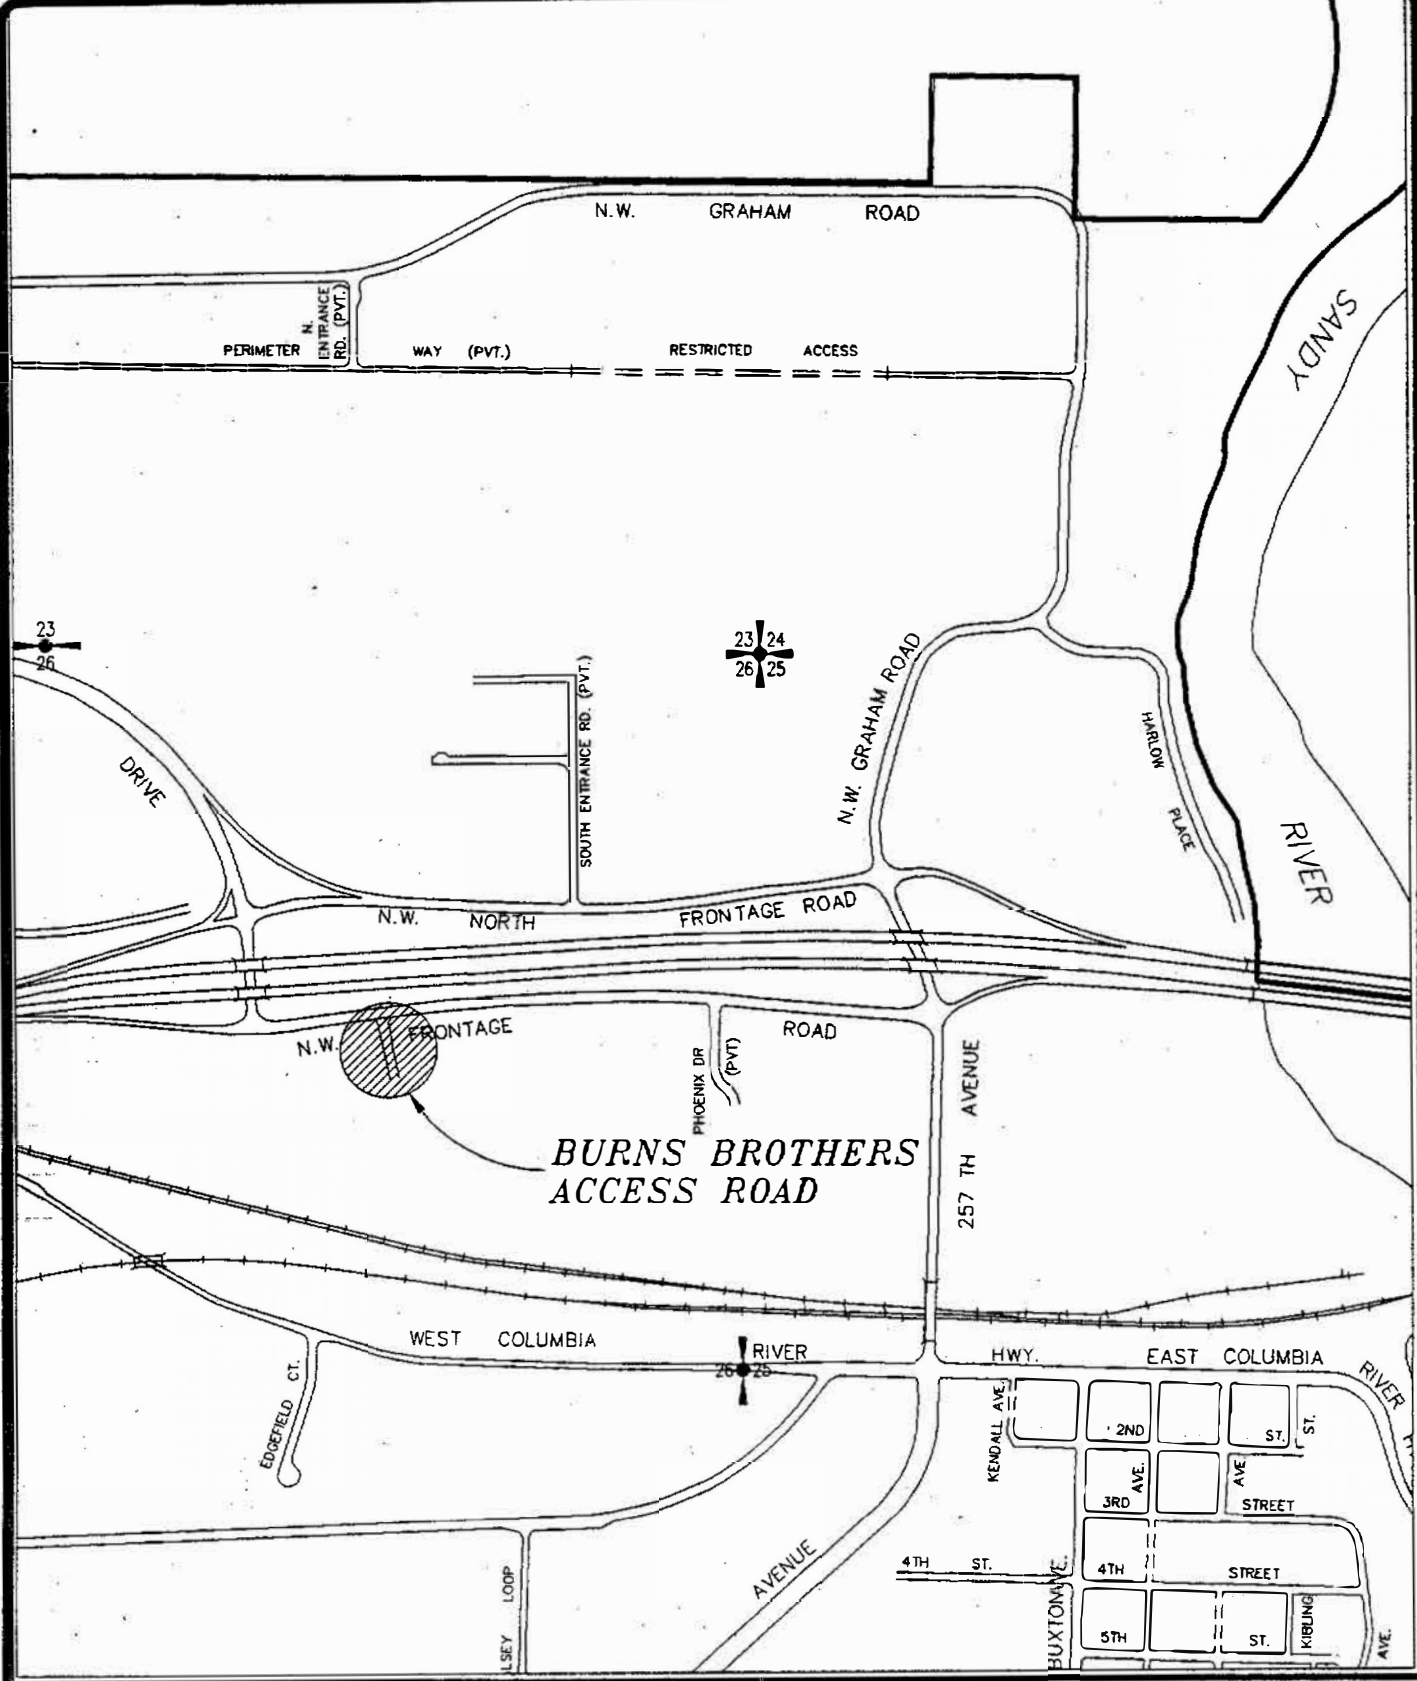 N.W. GRAHAM ROAD
N. ENTRANCE RD. (PVT.)
PERIMETER WAY (PVT.) RESTRICTED ACCESS
SANDY
RIVER
23
26
23 24
26 25
DRIVE
SOUTH ENTRANCE RD. (PVT.)
N.W. GRAHAM ROAD
HARLOW PLACE
N.W. NORTH FRONTAGE ROAD
N.W. FRONTAGE ROAD
PHOENIX DR (PVT)
257 TH AVENUE
BURNS BROTHERS
ACCESS ROAD
WEST COLUMBIA RIVER HWY.
EAST COLUMBIA RIVER
26 25
EDGEFIELD CT.
KENDALL AVE.
2ND ST.
ST.
AVE.
AVE
3RD STREET
AVENUE
4TH ST.
4TH STREET
LSEY LOOP
BUXTON AVE.
5TH ST.
KIBLING
AVE.